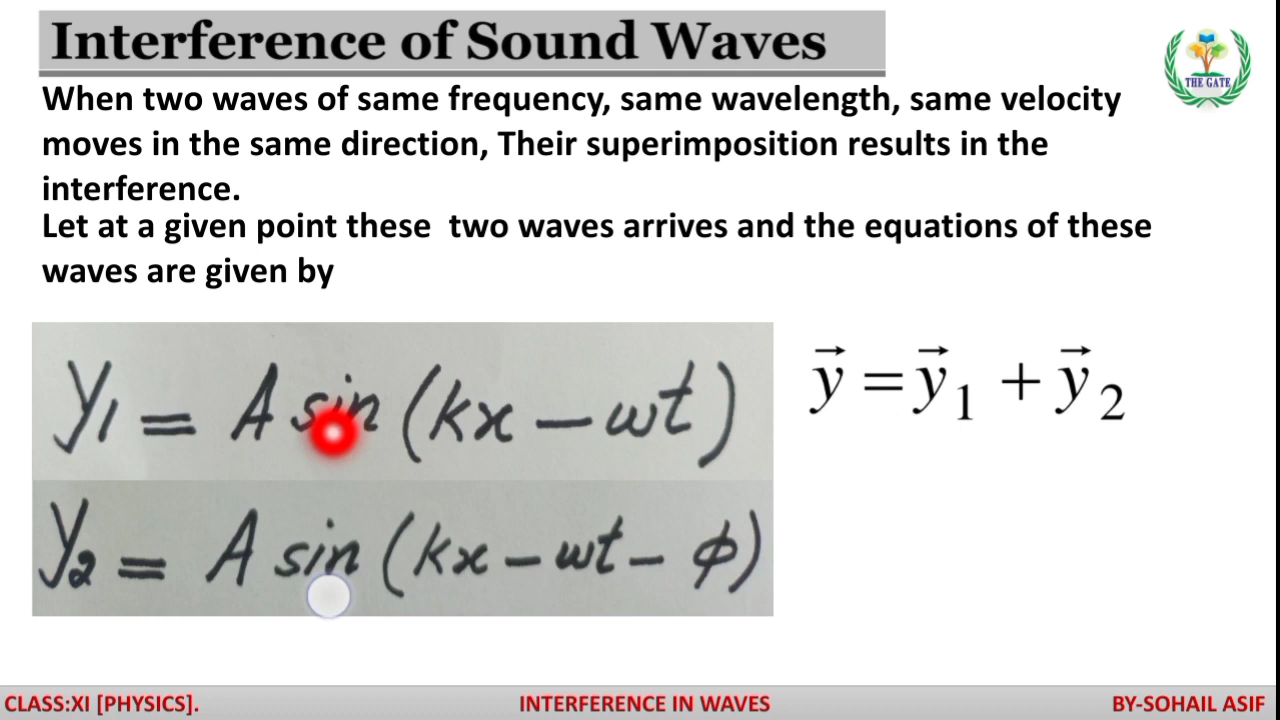 Interference of Sound Waves
THE GATE
When two waves of same frequency, same wavelength, same velocity
moves in the same direction, Their superimposition results in the
interference.
Let at a given point these two waves arrives and the equations of these
waves are given by
y₁ = A sin (kx − ωt)
y₂ = A sin (kx − ωt − φ)
y⃗ = y⃗₁ + y⃗₂
CLASS:XI [PHYSICS].
INTERFERENCE IN WAVES
BY-SOHAIL ASIF